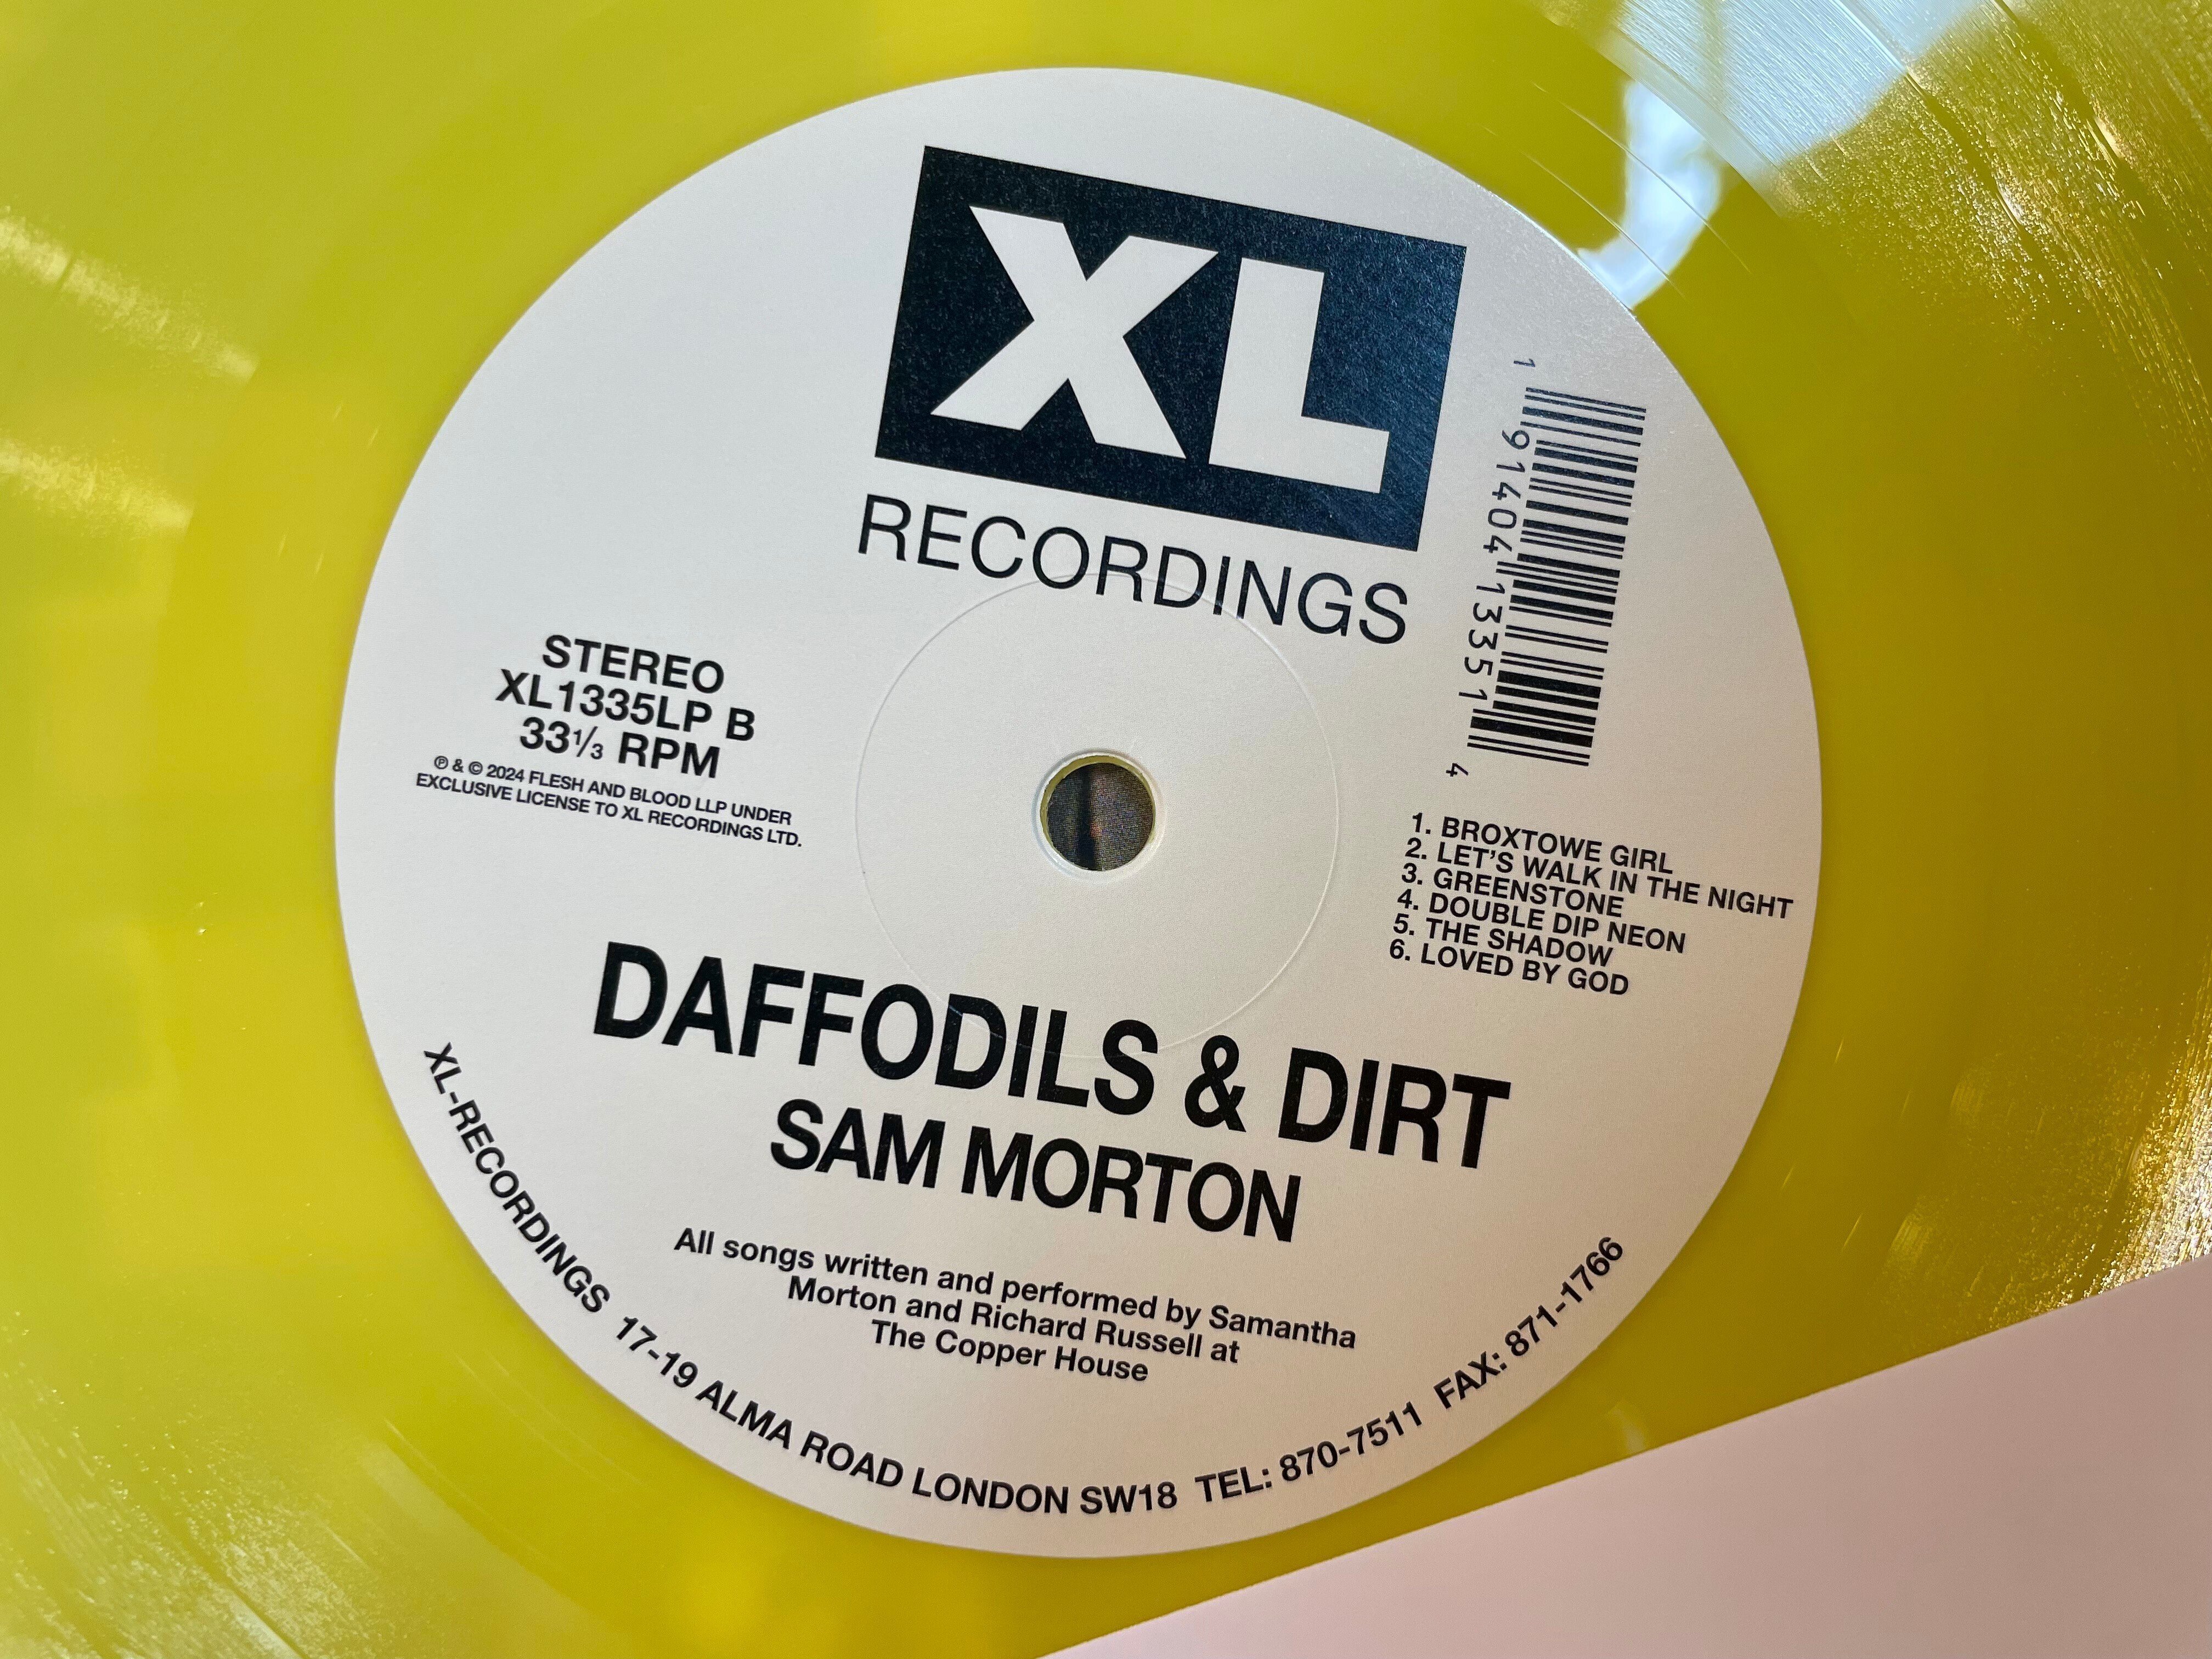 XL
RECORDINGS
1 91404 13351 4
STEREO
XL1335LP B
33⅓ RPM
℗ & © 2024 FLESH AND BLOOD LLP UNDER
EXCLUSIVE LICENSE TO XL RECORDINGS LTD.
1. BROXTOWE GIRL
2. LET'S WALK IN THE NIGHT
3. GREENSTONE
4. DOUBLE DIP NEON
5. THE SHADOW
6. LOVED BY GOD
DAFFODILS & DIRT
SAM MORTON
All songs written and performed by Samantha
Morton and Richard Russell at
The Copper House
XL-RECORDINGS 17-19 ALMA ROAD LONDON SW18 TEL: 870-7511 FAX: 871-1766